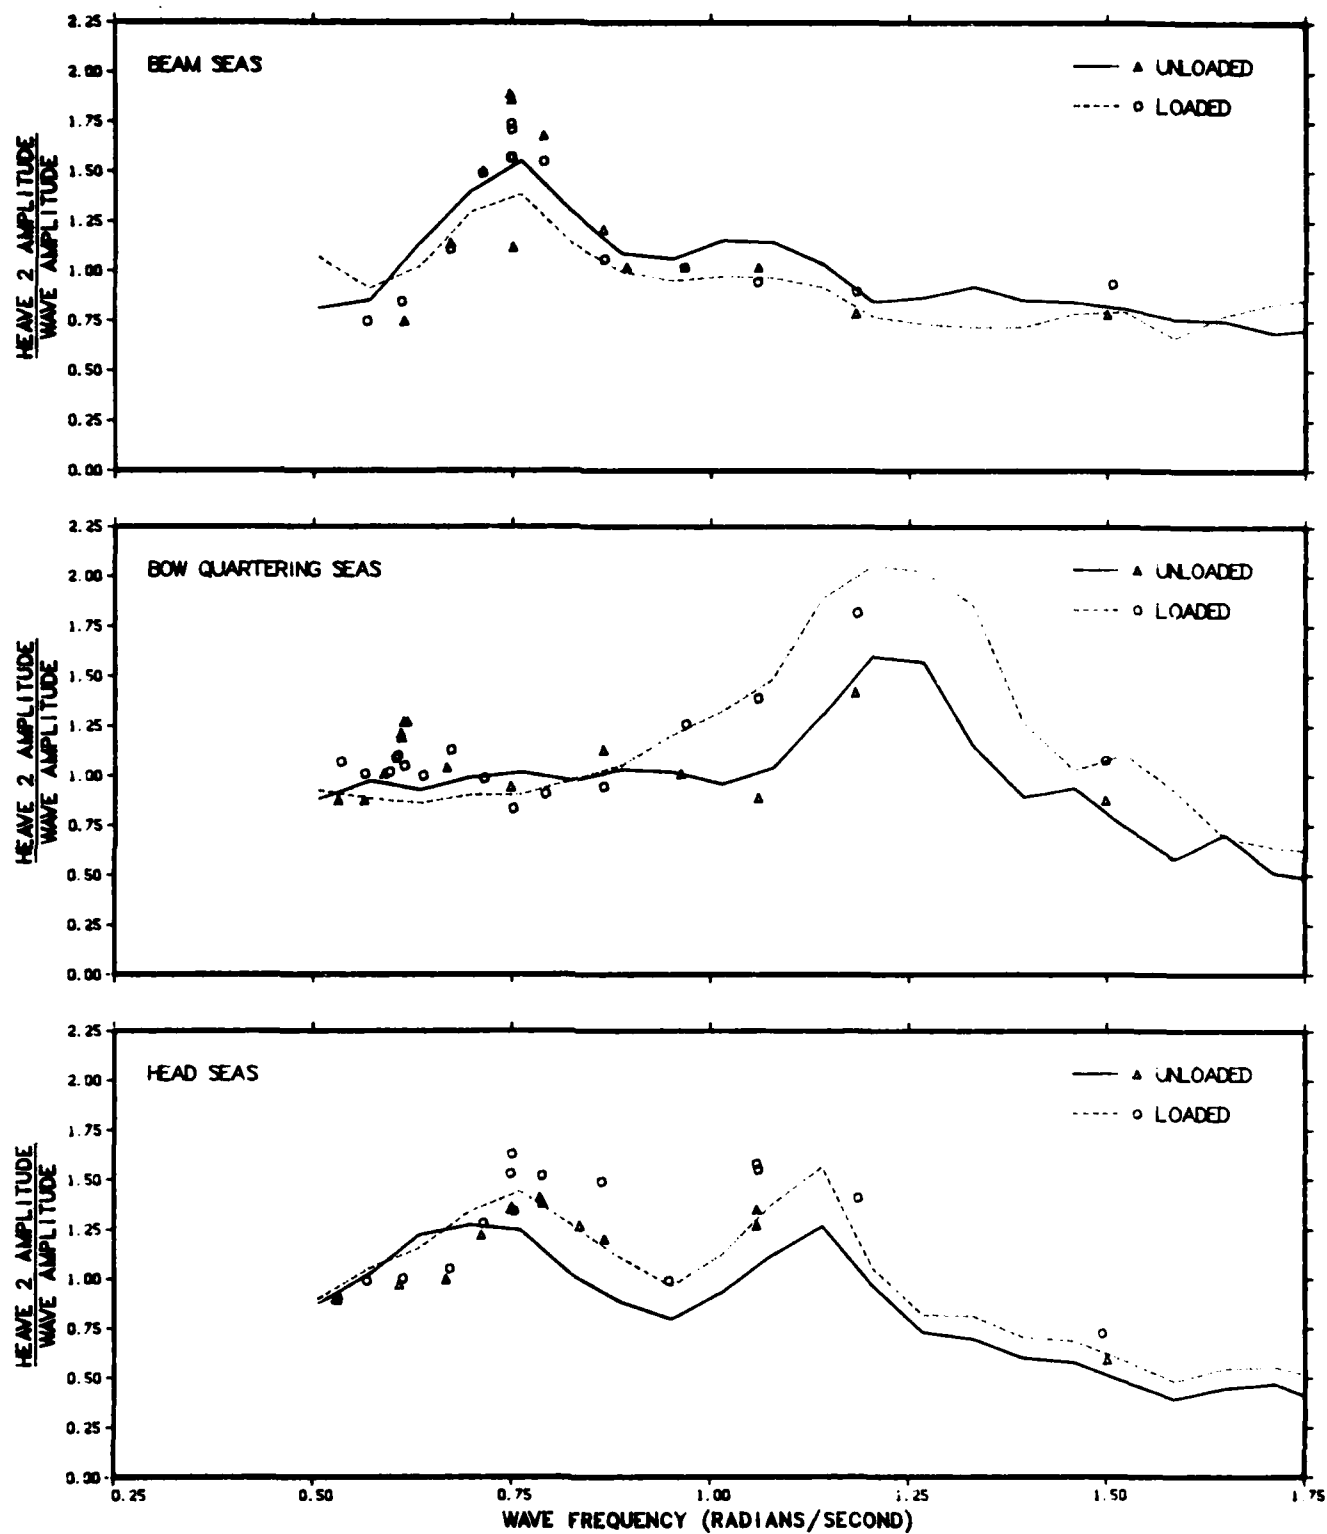 2.25
2.00
1.75
1.50
1.25
1.00
0.75
0.50
0.25
0.00
HEAVE 2 AMPLITUDE
WAVE AMPLITUDE
BEAM SEAS
UNLOADED
LOADED
2.25
2.00
1.75
1.50
1.25
1.00
0.75
0.50
0.25
0.00
HEAVE 2 AMPLITUDE
WAVE AMPLITUDE
BOW QUARTERING SEAS
UNLOADED
LOADED
2.25
2.00
1.75
1.50
1.25
1.00
0.75
0.50
0.25
0.00
HEAVE 2 AMPLITUDE
WAVE AMPLITUDE
HEAD SEAS
UNLOADED
LOADED
0.25 0.50 0.75 1.00 1.25 1.50 1.75
WAVE FREQUENCY (RADIANS/SECOND)